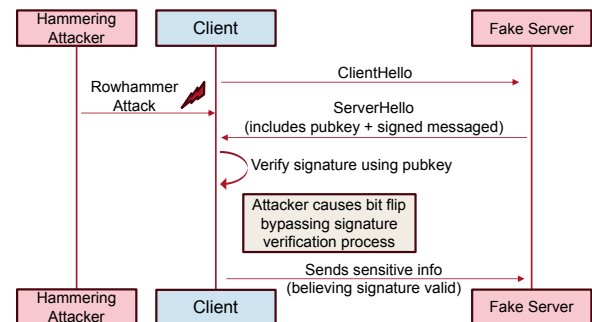 Hammering
Attacker
Client
Fake Server
ClientHello
Rowhammer
Attack
ServerHello
(includes pubkey + signed messaged)
Verify signature using pubkey
Attacker causes bit flip
bypassing signature
verification process
Sends sensitive info
(believing signature valid)
Hammering
Attacker
Client
Fake Server